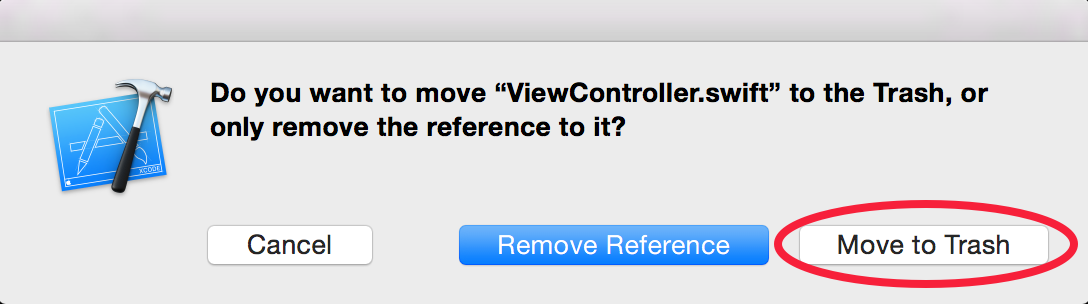 Do you want to move “ViewController.swift” to the Trash, or
only remove the reference to it?
XCODE
Cancel
Remove Reference
Move to Trash